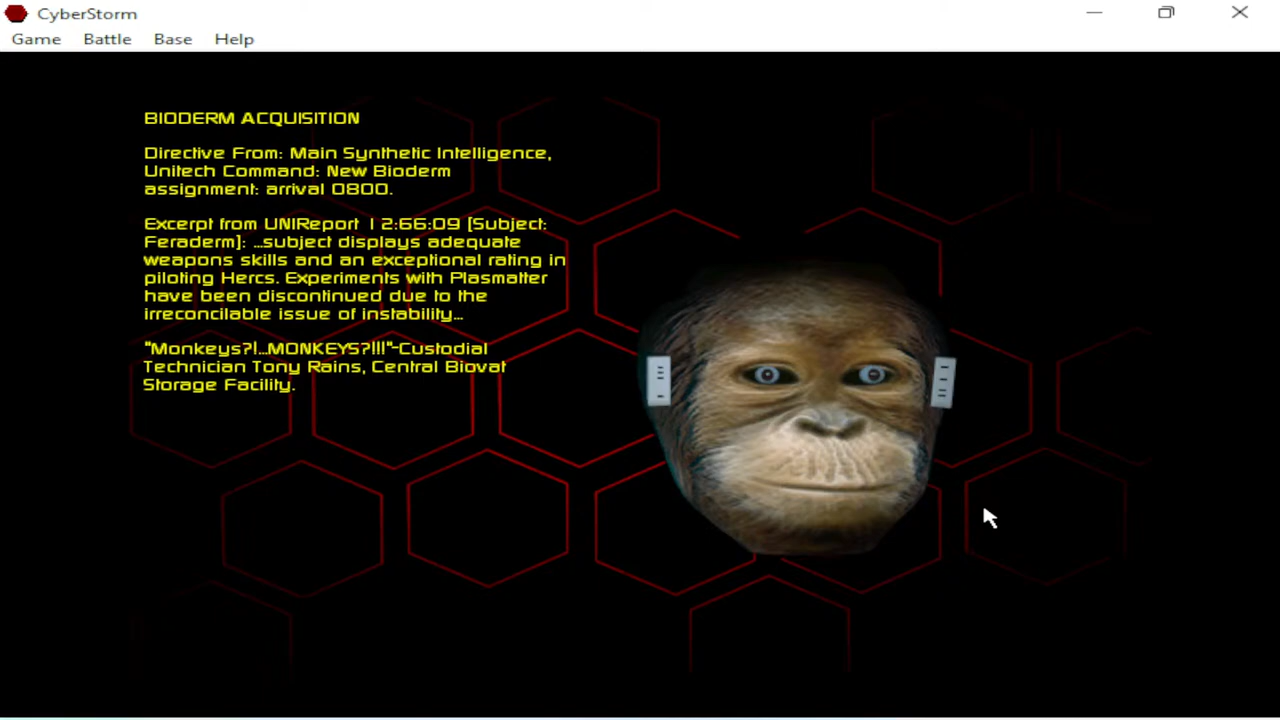 CyberStorm
Game Battle Base Help
BIODERM ACQUISITION
Directive From: Main Synthetic Intelligence,
Unitech Command: New Bioderm
assignment: arrival 0800.
Excerpt from UNIReport 12:66:09 [Subject:
Feraderm]: ...subject displays adequate
weapons skills and an exceptional rating in
piloting Hercs. Experiments with Plasmatter
have been discontinued due to the
irreconcilable issue of instability...
"Monkeys?!...MONKEYS?!!!"-Custodial
Technician Tony Rains, Central Biovat
Storage Facility.